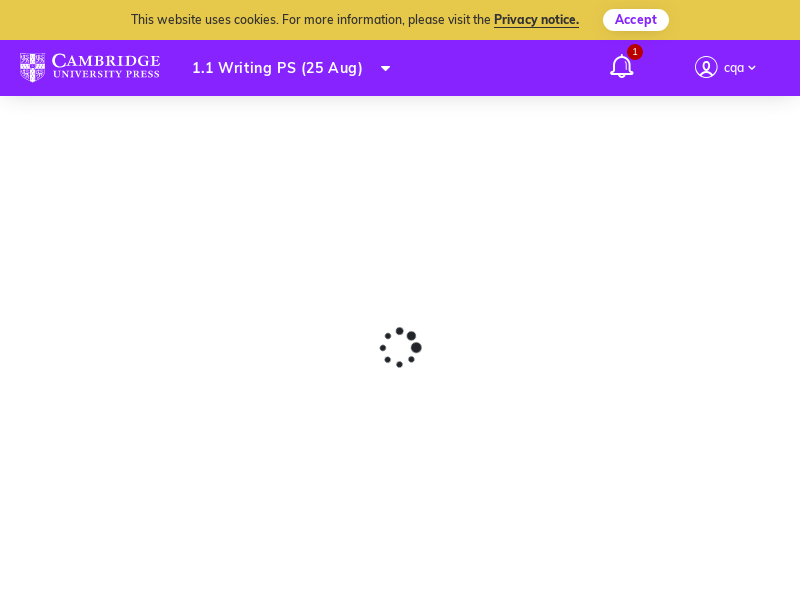 This website uses cookies. For more information, please visit the Privacy notice.
Accept
CAMBRIDGE
UNIVERSITY PRESS
1.1 Writing PS (25 Aug)
1
cqa